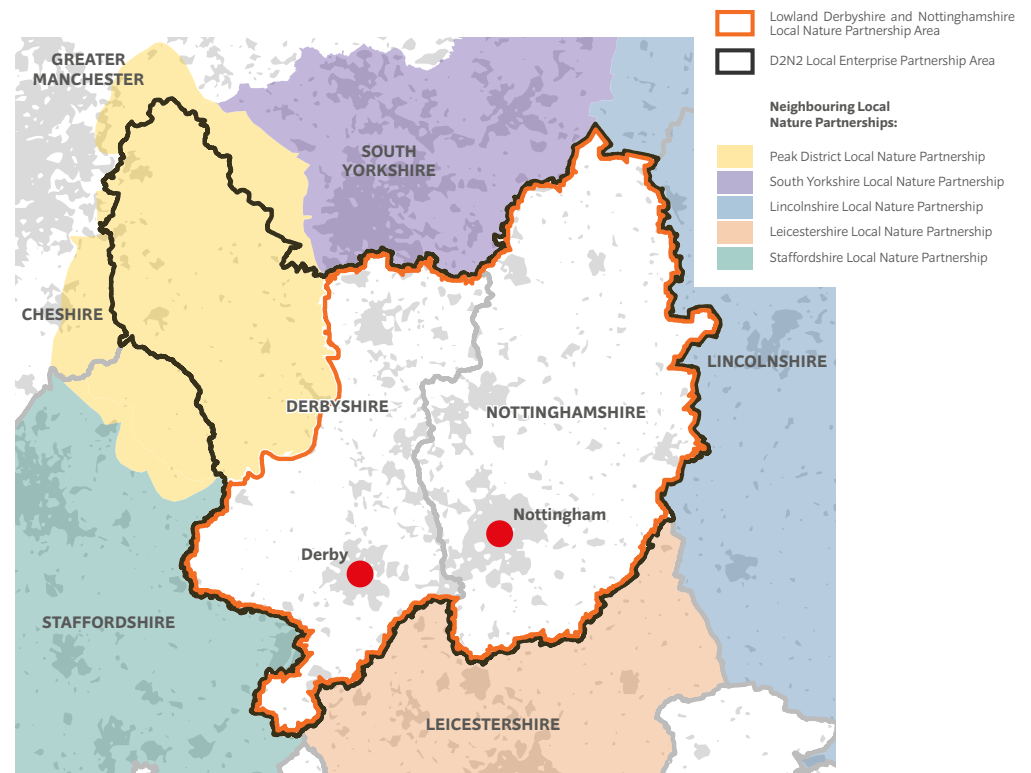 Lowland Derbyshire and Nottinghamshire
Local Nature Partnership Area
D2N2 Local Enterprise Partnership Area
Neighbouring Local
Nature Partnerships:
Peak District Local Nature Partnership
South Yorkshire Local Nature Partnership
Lincolnshire Local Nature Partnership
Leicestershire Local Nature Partnership
Staffordshire Local Nature Partnership
GREATER
MANCHESTER
SOUTH
YORKSHIRE
CHESHIRE
LINCOLNSHIRE
DERBYSHIRE
NOTTINGHAMSHIRE
Nottingham
Derby
STAFFORDSHIRE
LEICESTERSHIRE